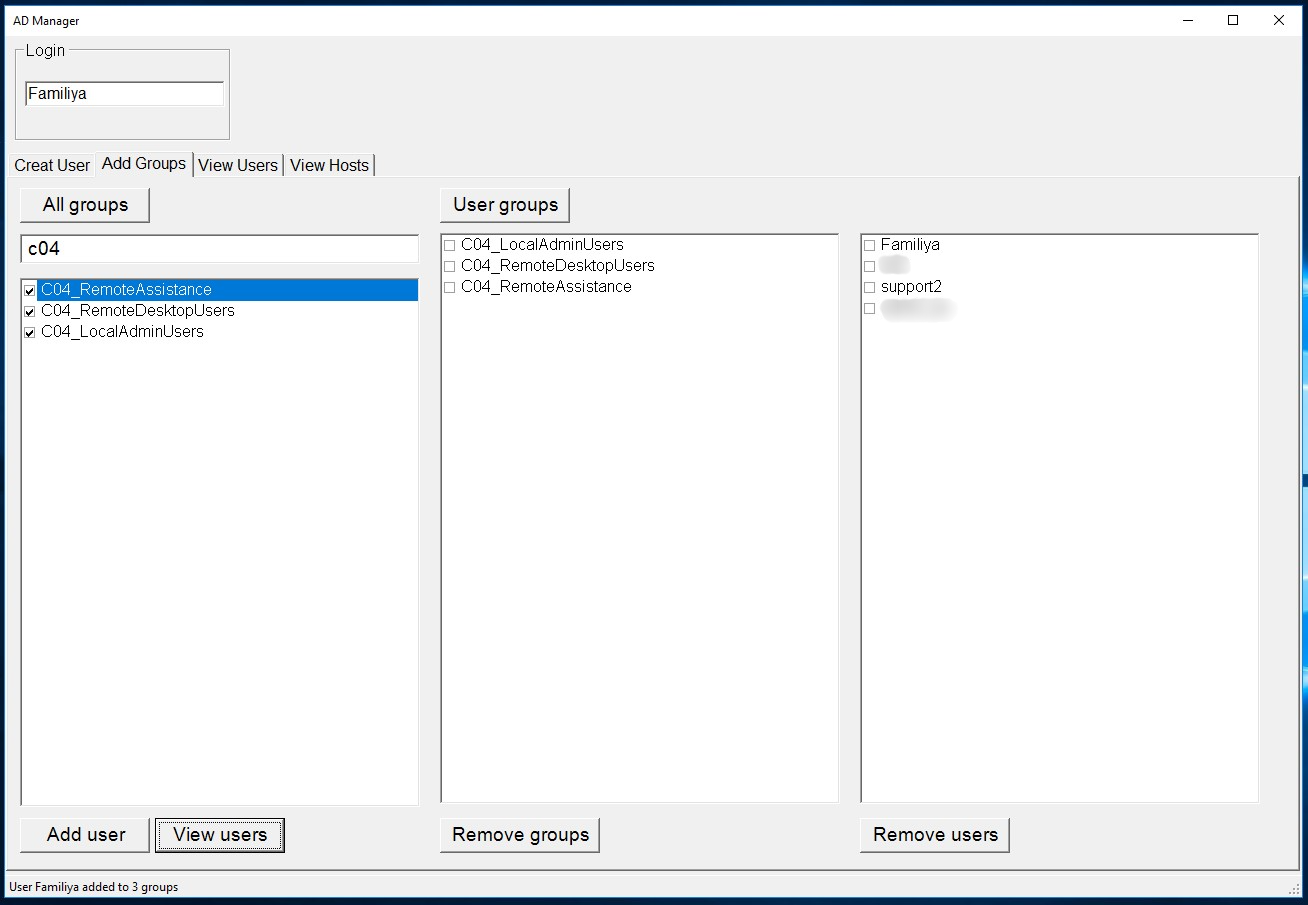 AD Manager
Login
Familiya
Creat User
Add Groups
View Users
View Hosts
All groups
c04
C04_RemoteAssistance
C04_RemoteDesktopUsers
C04_LocalAdminUsers
Add user
View users
User groups
C04_LocalAdminUsers
C04_RemoteDesktopUsers
C04_RemoteAssistance
Remove groups
Familiya
support2
Remove users
User Familiya added to 3 groups